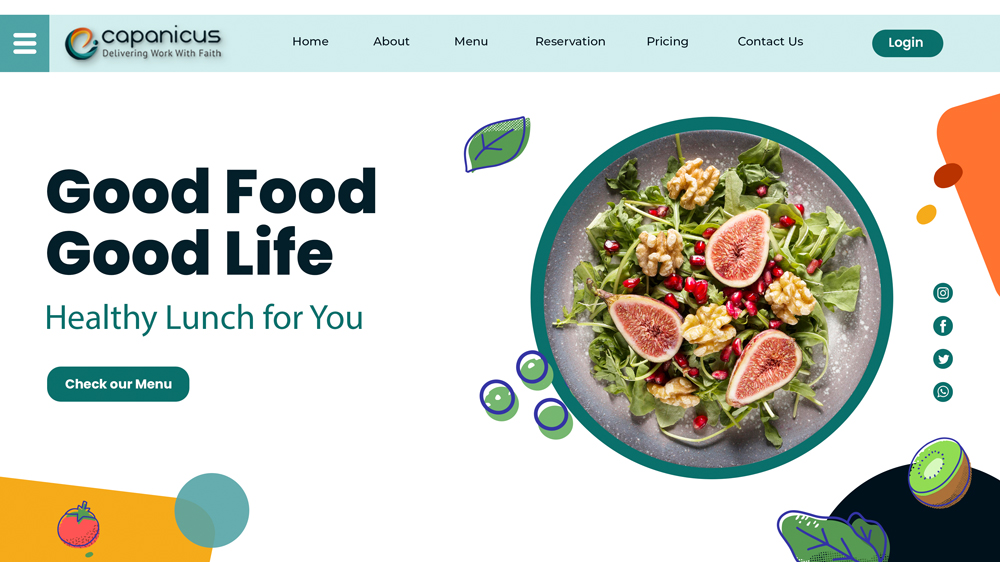 ecapanicus
Delivering Work With Faith
Home
About
Menu
Reservation
Pricing
Contact Us
Login
Good Food
Good Life
Healthy Lunch for You
Check our Menu